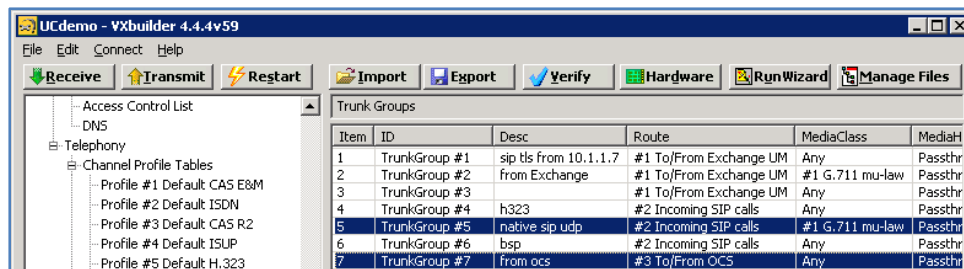 UCdemo - VXbuilder 4.4.4v59
File Edit Connect Help
Receive Transmit Restart Import Export Verify Hardware RunWizard Manage Files
Access Control List
DNS
Telephony
Channel Profile Tables
Profile #1 Default CAS E&M
Profile #2 Default ISDN
Profile #3 Default CAS R2
Profile #4 Default ISUP
Profile #5 Default H.323
Trunk Groups
Item ID Desc Route MediaClass MediaH
1 TrunkGroup #1 sip tls from 10.1.1.7 #1 To/From Exchange UM Any Passthr
2 TrunkGroup #2 from Exchange #1 To/From Exchange UM #1 G.711 mu-law Passthr
3 TrunkGroup #3 #1 To/From Exchange UM Any Passthr
4 TrunkGroup #4 h323 #2 Incoming SIP calls Any Passthr
5 TrunkGroup #5 native sip udp #2 Incoming SIP calls #1 G.711 mu-law Passthr
6 TrunkGroup #6 bsp #2 Incoming SIP calls Any Passthr
7 TrunkGroup #7 from ocs #3 To/From OCS Any Passthr